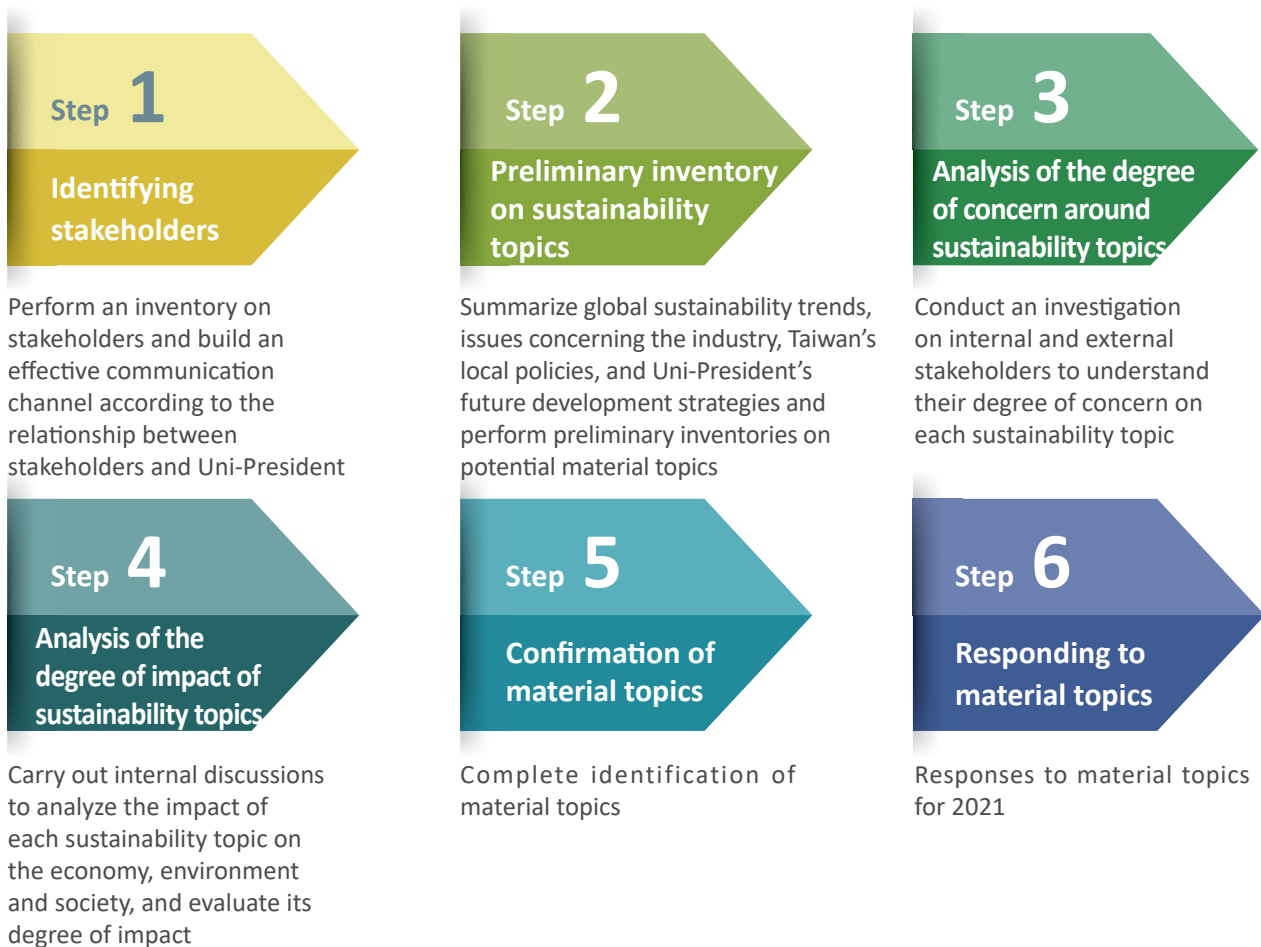 Step 1
Identifying
stakeholders
Perform an inventory on
stakeholders and build an
effective communication
channel according to the
relationship between
stakeholders and Uni-President
Step 2
Preliminary inventory
on sustainability
topics
Summarize global sustainability trends,
issues concerning the industry, Taiwan's
local policies, and Uni-President's
future development strategies and
perform preliminary inventories on
potential material topics
Step 3
Analysis of the degree
of concern around
sustainability topics
Conduct an investigation
on internal and external
stakeholders to understand
their degree of concern on
each sustainability topic
Step 4
Analysis of the
degree of impact of
sustainability topics
Carry out internal discussions
to analyze the impact of
each sustainability topic on
the economy, environment
and society, and evaluate its
degree of impact
Step 5
Confirmation of
material topics
Complete identification of
material topics
Step 6
Responding to
material topics
Responses to material topics
for 2021